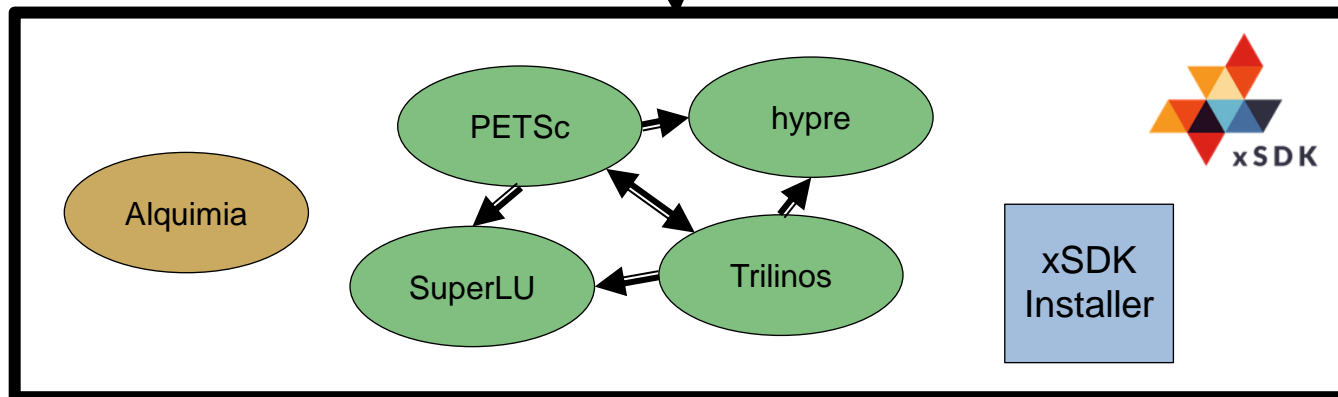 PETSc
hypre
xSDK
Alquimia
SuperLU
Trilinos
xSDK
Installer